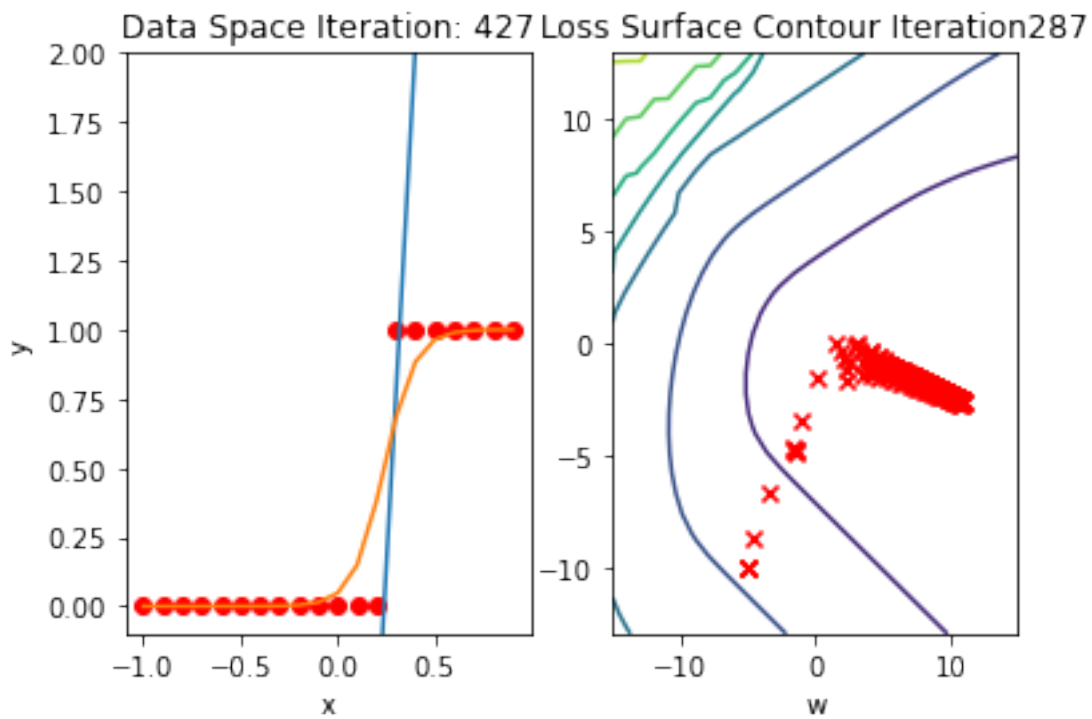 Data Space Iteration: 427
2.00
1.75
1.50
1.25
1.00
0.75
0.50
0.25
0.00
y
−1.0 −0.5 0.0 0.5
x
Loss Surface Contour Iteration287
10
5
0
−5
−10
−10 0 10
w